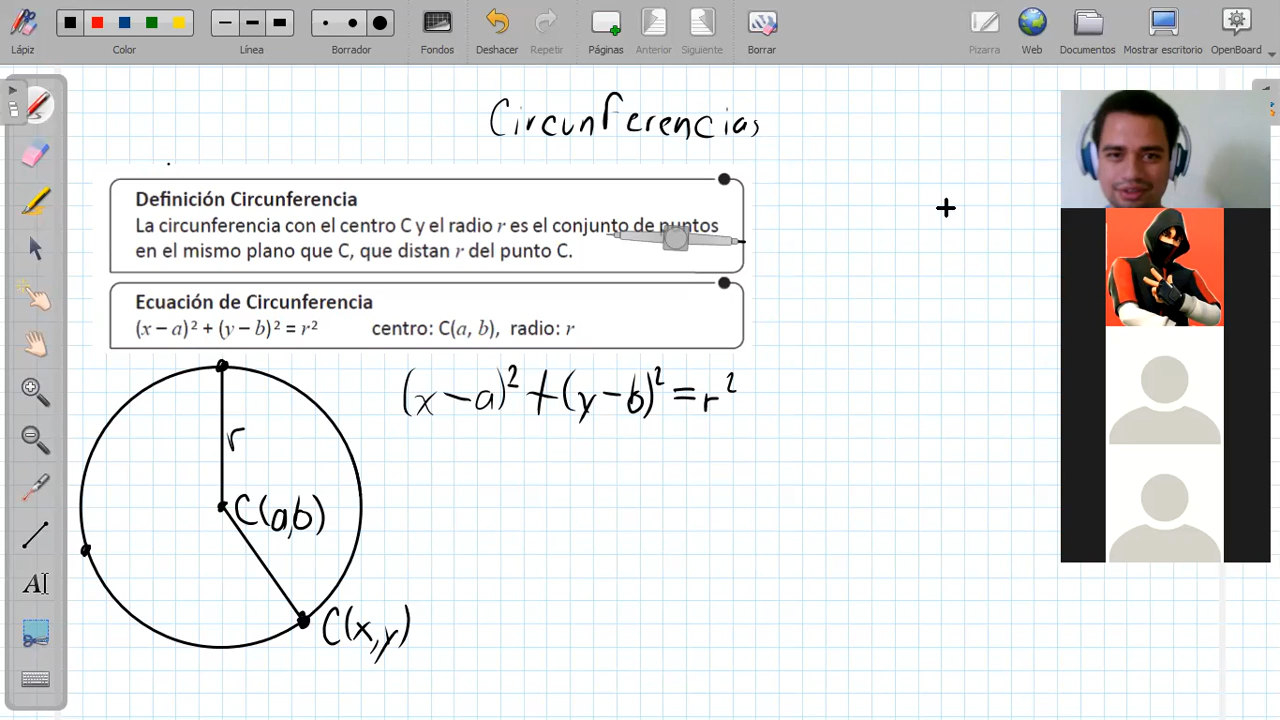 Lápiz
Color
Línea
Borrador
Fondos
Deshacer
Repetir
Páginas
Anterior
Siguiente
Borrar
Pizarra
Web
Documentos
Mostrar escritorio
OpenBoard
Circunferencias
Definición Circunferencia
La circunferencia con el centro C y el radio r es el conjunto de puntos
en el mismo plano que C, que distan r del punto C.
Ecuación de Circunferencia
(x – a)² + (y – b)² = r² centro: C(a, b), radio: r
(x – a)² + (y – b)² = r²
r
C(a,b)
C(x,y)